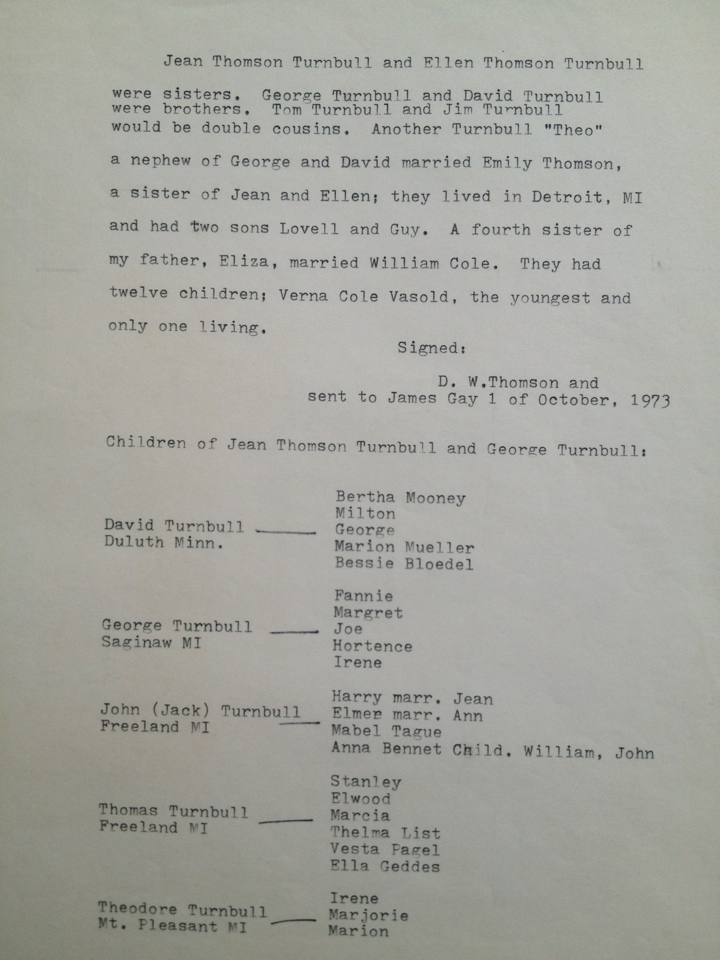 Jean Thomson Turnbull and Ellen Thomson Turnbull
were sisters. George Turnbull and David Turnbull
were brothers. Tom Turnbull and Jim Turnbull
would be double cousins. Another Turnbull "Theo"
a nephew of George and David married Emily Thomson,
a sister of Jean and Ellen; they lived in Detroit, MI
and had two sons Lovell and Guy. A fourth sister of
my father, Eliza, married William Cole. They had
twelve children; Verna Cole Vasold, the youngest and
only one living.
Signed:
D. W.Thomson and
sent to James Gay 1 of October, 1973
Children of Jean Thomson Turnbull and George Turnbull:
David Turnbull
Duluth Minn.
Bertha Mooney
Milton
George
Marion Mueller
Bessie Bloedel
George Turnbull
Saginaw MI
Fannie
Margret
Joe
Hortence
Irene
John (Jack) Turnbull
Freeland MI
Harry marr. Jean
Elmer marr. Ann
Mabel Tague
Anna Bennet Child. William, John
Thomas Turnbull
Freeland MI
Stanley
Elwood
Marcia
Thelma List
Vesta Pagel
Ella Geddes
Theodore Turnbull
Mt. Pleasant MI
Irene
Marjorie
Marion